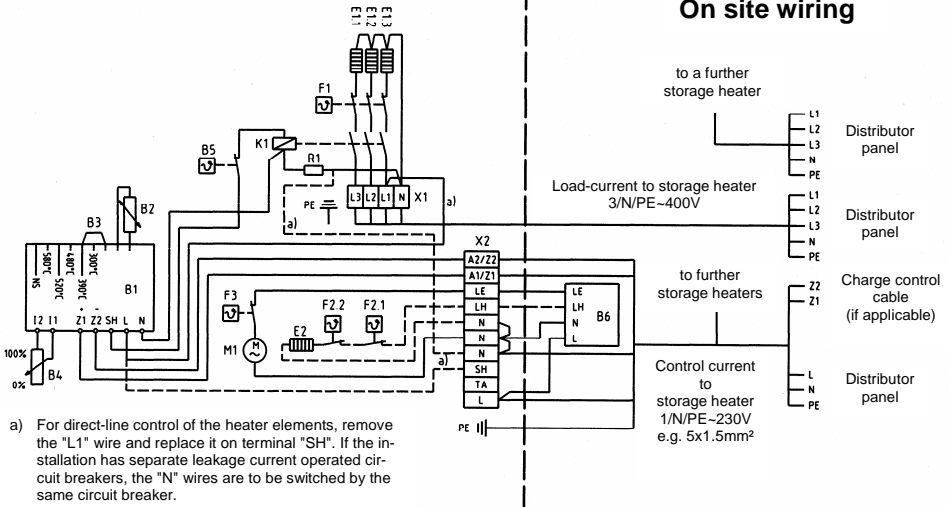 On site wiring
E1.1 E1.2 E1.3
F1
K1
B5
R1
PE
L3 L2 L1 N X1
a)
a)
B2
B3
580°C
480°C
300°C
NS
520°C
390°C
B1
+ -
I2 I1 Z1 Z2 SH L N
100%
0%
B4
F3
M1
M
~
E2
F2.2
F2.1
a)
X2
A2/Z2
A1/Z1
LE
LH
N
N
N
SH
TA
L
PE
LE
LH
N
L
B6
to a further
storage heater
L1
L2
L3
N
PE
Distributor
panel
Load-current to storage heater
3/N/PE~400V
L1
L2
L3
N
PE
Distributor
panel
to further
storage heaters
Z2
Z1
Charge control
cable
(if applicable)
Control current
to
storage heater
1/N/PE~230V
e.g. 5x1.5mm²
L
N
PE
Distributor
panel
a) For direct-line control of the heater elements, remove
the "L1" wire and replace it on terminal "SH". If the in-
stallation has separate leakage current operated cir-
cuit breakers, the "N" wires are to be switched by the
same circuit breaker.